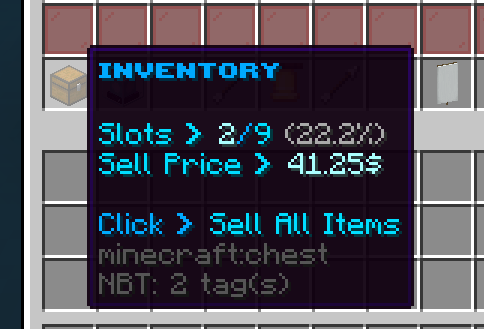 INVENTORY
Slots > 2/9 (22.2%)
Sell Price > 41.25$
Click > Sell All Items
minecraft:chest
NBT: 2 tag(s)